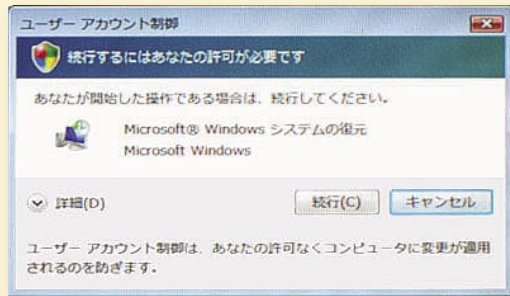 ユーザー アカウント制御
続行するにはあなたの許可が必要です
あなたが開始した操作である場合は、続行してください。
Microsoft® Windows システムの復元
Microsoft Windows
詳細(D)
続行(C)
キャンセル
ユーザー アカウント制御は、あなたの許可なくコンピュータに変更が適用
されるのを防ぎます。